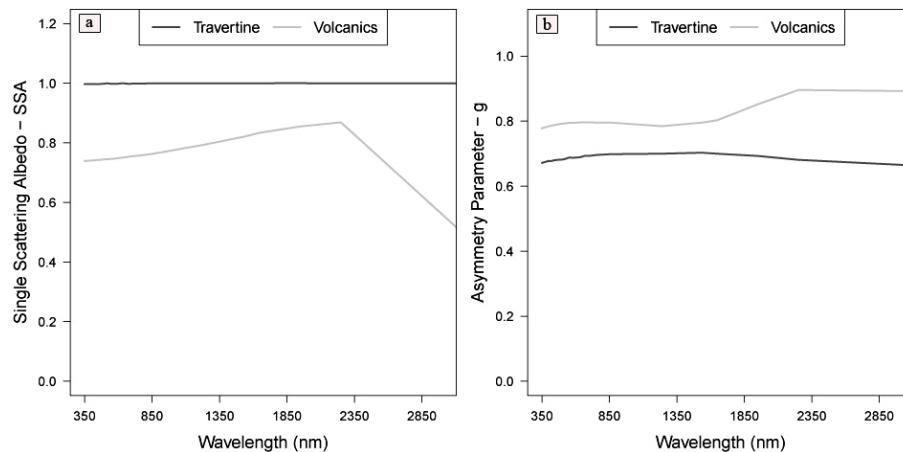 a
Travertine Volcanics
Single Scattering Albedo – SSA
1.2
1.0
0.8
0.6
0.4
0.2
0.0
350 850 1350 1850 2350 2850
Wavelength (nm)
b
Travertine Volcanics
Asymmetry Parameter – g
1.0
0.8
0.6
0.4
0.2
0.0
350 850 1350 1850 2350 2850
Wavelength (nm)